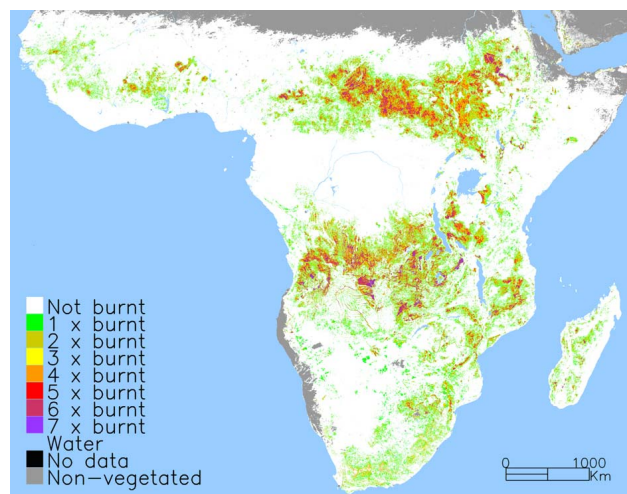 Not burnt
1 x burnt
2 x burnt
3 x burnt
4 x burnt
5 x burnt
6 x burnt
7 x burnt
Water
No data
Non-vegetated
0 1000
Km